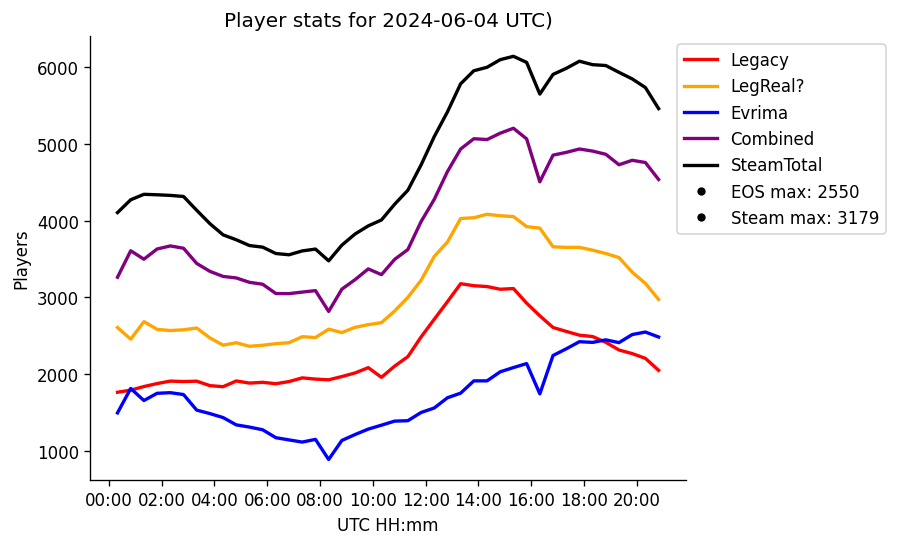 Player stats for 2024-06-04 UTC)
Legacy
LegReal?
Evrima
Combined
SteamTotal
EOS max: 2550
Steam max: 3179
Players
6000
5000
4000
3000
2000
1000
00:00 02:00 04:00 06:00 08:00 10:00 12:00 14:00 16:00 18:00 20:00
UTC HH:mm